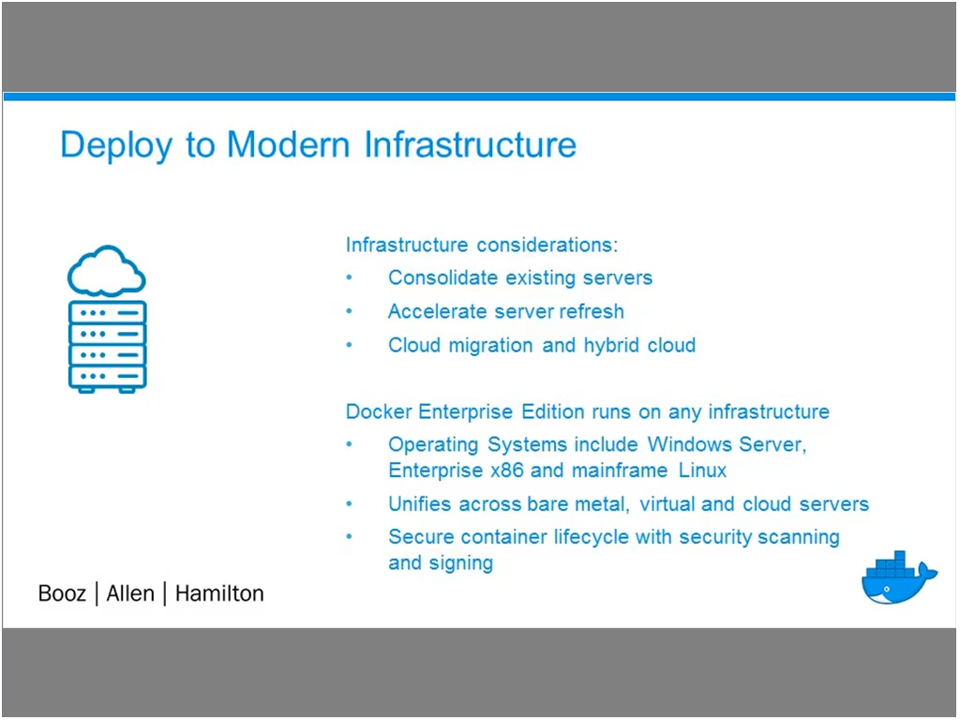 Deploy to Modern Infrastructure
Infrastructure considerations:
• Consolidate existing servers
• Accelerate server refresh
• Cloud migration and hybrid cloud
Docker Enterprise Edition runs on any infrastructure
• Operating Systems include Windows Server,
Enterprise x86 and mainframe Linux
• Unifies across bare metal, virtual and cloud servers
• Secure container lifecycle with security scanning
and signing
Booz | Allen | Hamilton